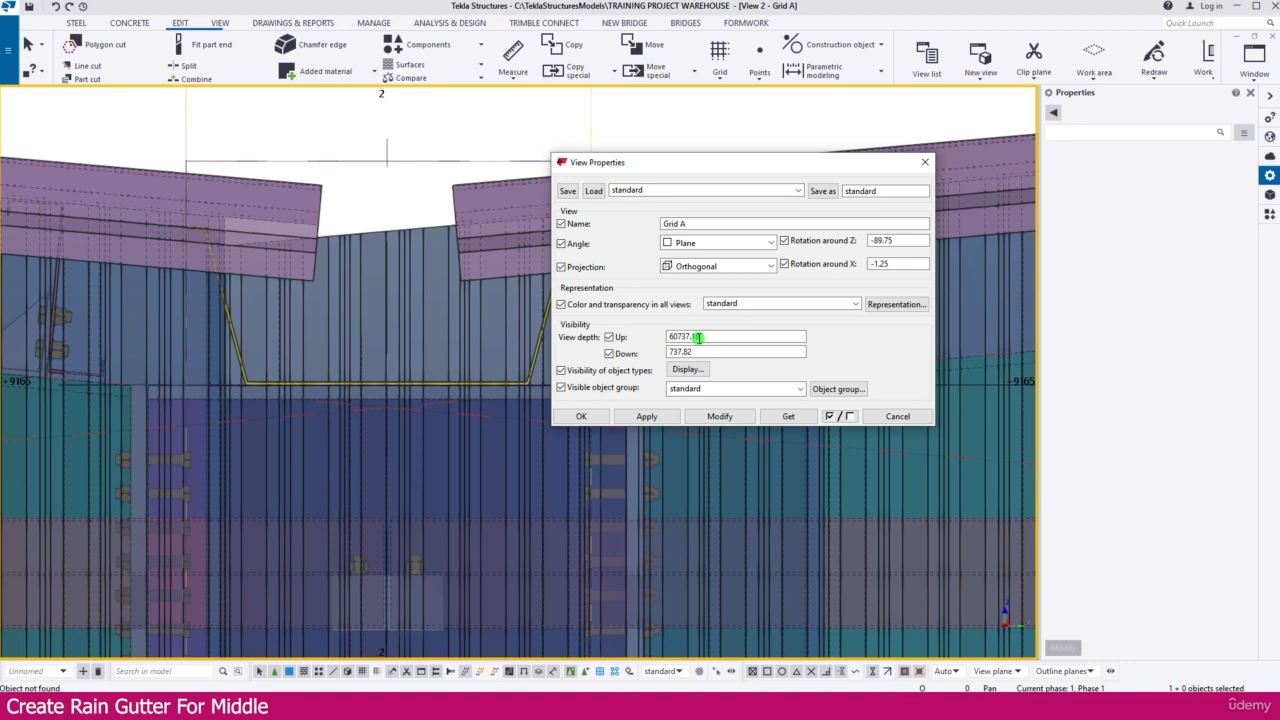 Tekla Structures - C:\TeklaStructuresModels\TRAINING PROJECT WAREHOUSE - [View 2 - Grid A]
Log in
STEEL CONCRETE EDIT VIEW DRAWINGS & REPORTS MANAGE ANALYSIS & DESIGN TRIMBLE CONNECT NEW BRIDGE BRIDGES FORMWORK
Quick Launch
Polygon cut Fit part end Chamfer edge Components Copy Move Construction object
Line cut Split Surfaces
Part cut Combine Added material Compare Measure Copy special Move special Grid Points Parametric modeling View list New view Clip plane Work area Redraw Work Window
2
Properties
View Properties
Save Load standard Save as standard
View
Name: Grid A
Angle: Plane Rotation around Z: -89.75
Projection: Orthogonal Rotation around X: -1.25
Representation
Color and transparency in all views: standard Representation...
Visibility
View depth: Up: 60737.18
Down: 737.82
Visibility of object types: Display...
Visible object group: standard Object group...
OK Apply Modify Get Cancel
+9165 +9165
2
Modify
Unnamed Search in model standard Auto View plane Outline planes
Object not found O 0 Pan Current phase: 1, Phase 1 1 + 0 objects selected
Create Rain Gutter For Middle
ûdemy